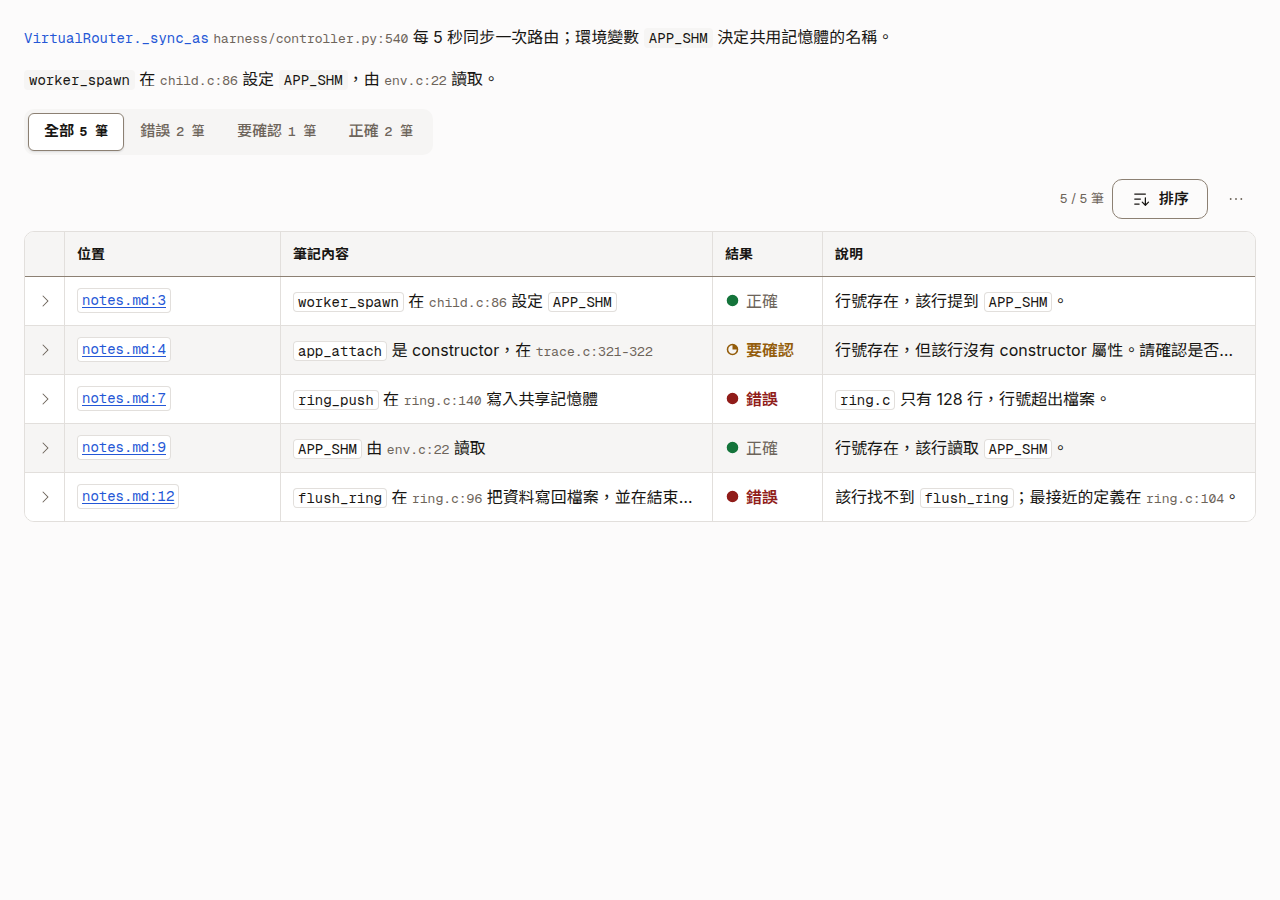 VirtualRouter._sync_as harness/controller.py:540 每 5 秒同步一次路由；環境變數 APP_SHM 決定共用記憶體的名稱。
worker_spawn 在 child.c:86 設定 APP_SHM，由 env.c:22 讀取。
全部 5 筆 錯誤 2 筆 要確認 1 筆 正確 2 筆
5 / 5 筆 排序 ···
位置 筆記內容 結果 說明
notes.md:3 worker_spawn 在 child.c:86 設定 APP_SHM 正確 行號存在，該行提到 APP_SHM。
notes.md:4 app_attach 是 constructor，在 trace.c:321-322 要確認 行號存在，但該行沒有 constructor 屬性。請確認是否…
notes.md:7 ring_push 在 ring.c:140 寫入共享記憶體 錯誤 ring.c 只有 128 行，行號超出檔案。
notes.md:9 APP_SHM 由 env.c:22 讀取 正確 行號存在，該行讀取 APP_SHM。
notes.md:12 flush_ring 在 ring.c:96 把資料寫回檔案，並在結束… 錯誤 該行找不到 flush_ring；最接近的定義在 ring.c:104。